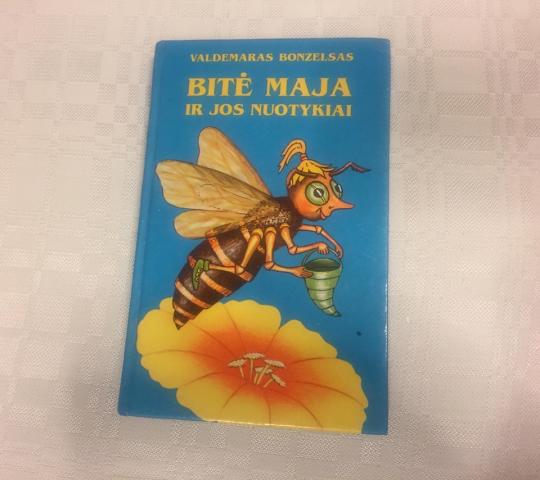 VALDEMARAS BONZELSAS
BITĖ MAJA
IR JOS NUOTYKIAI